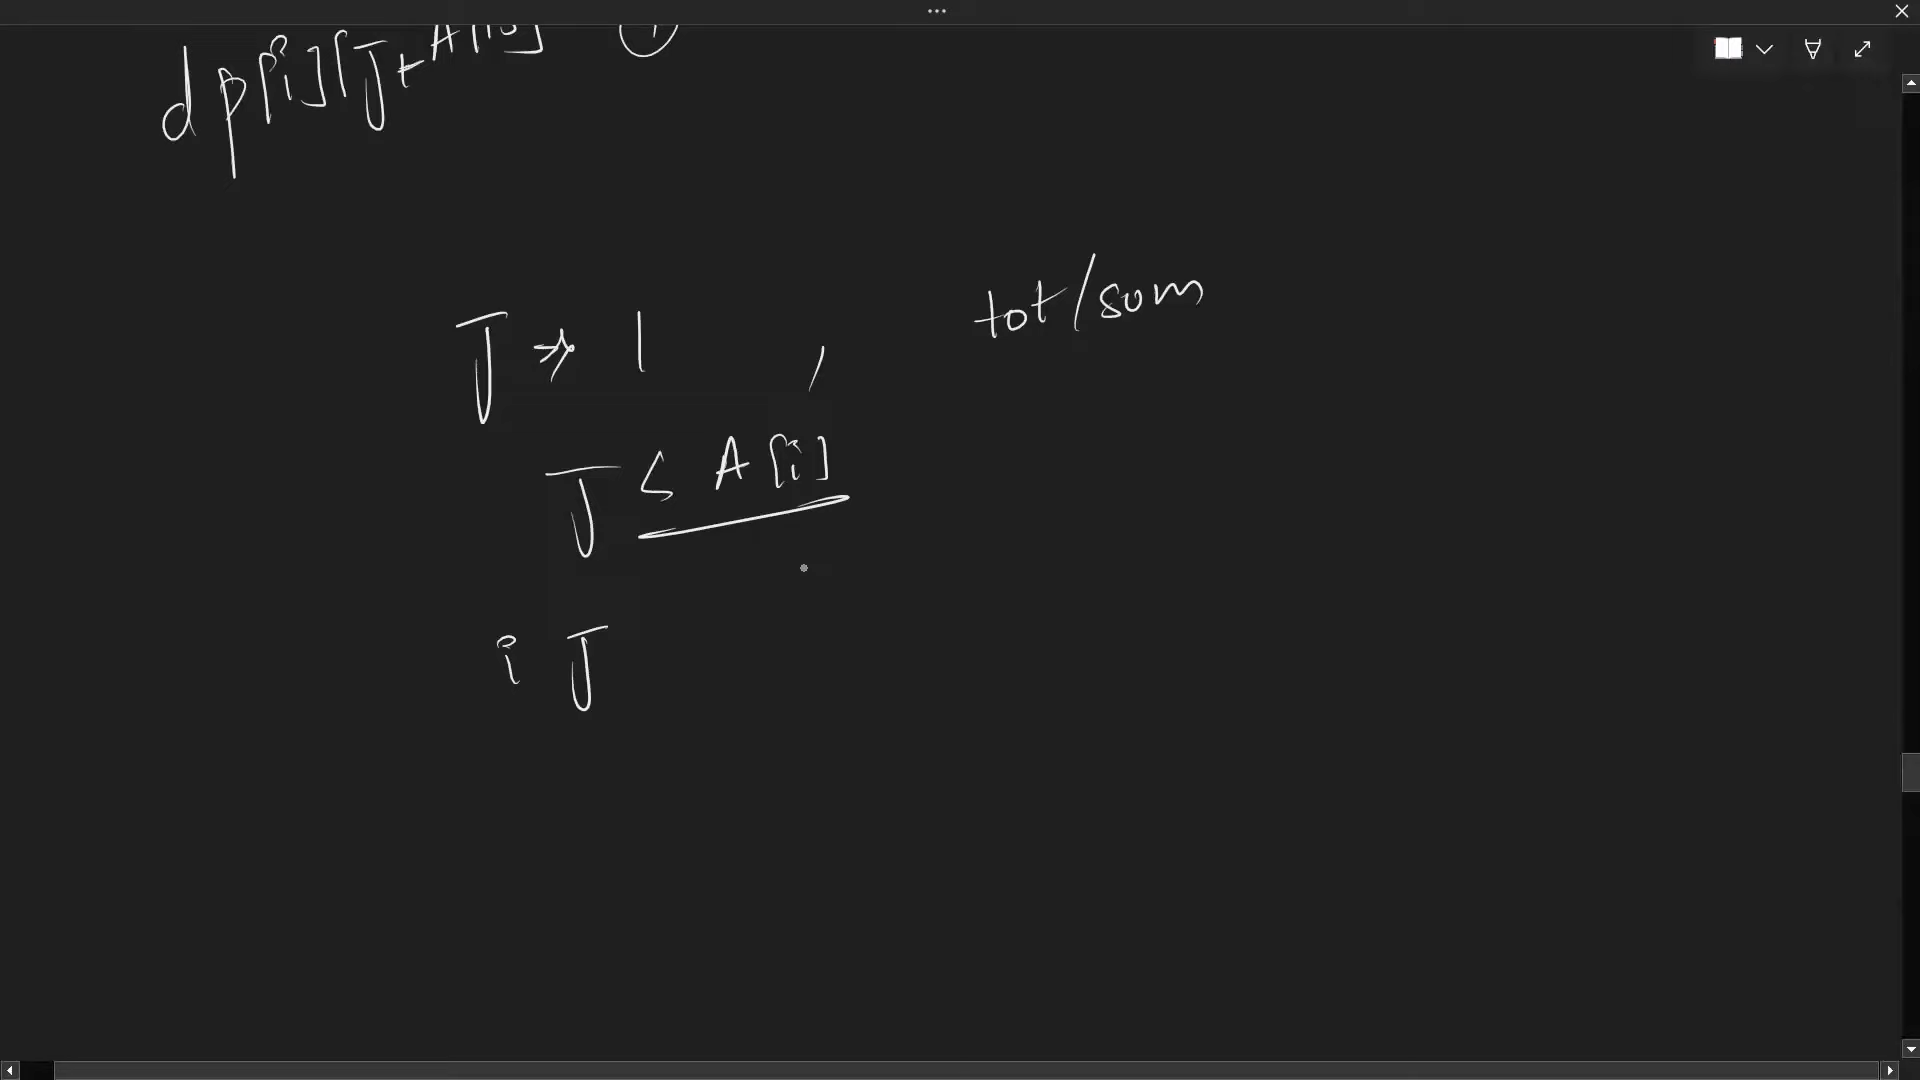 dp[i][J+A[i]]
tot/sum
J → 1 ,
J ≤ A[i]
i J